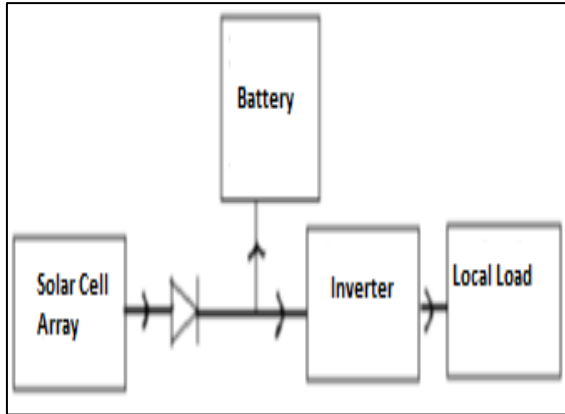 Battery
Solar Cell
Array
Inverter
Local Load